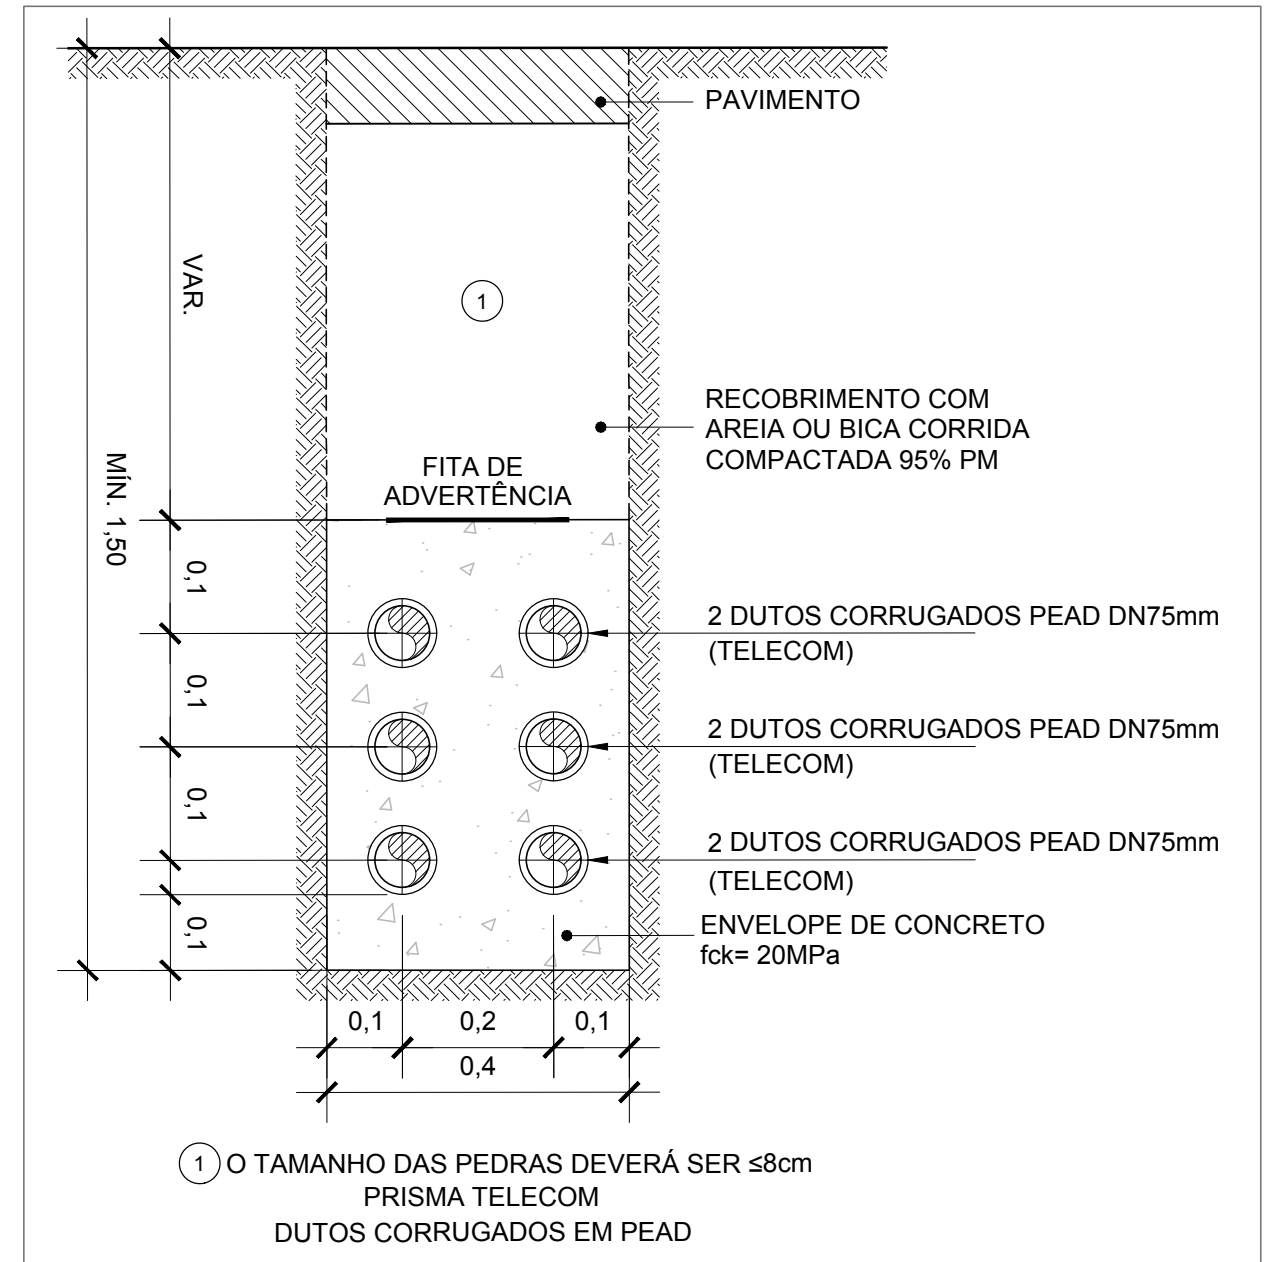 PAVIMENTO
VAR.
1
RECOBRIMENTO COM
AREIA OU BICA CORRIDA
COMPACTADA 95% PM
FITA DE
ADVERTÊNCIA
MÍN. 1,50
0,1
2 DUTOS CORRUGADOS PEAD DN75mm
(TELECOM)
0,1
2 DUTOS CORRUGADOS PEAD DN75mm
(TELECOM)
0,1
2 DUTOS CORRUGADOS PEAD DN75mm
(TELECOM)
0,1
ENVELOPE DE CONCRETO
fck= 20MPa
0,1 0,2 0,1
0,4
1 O TAMANHO DAS PEDRAS DEVERÁ SER ≤8cm
PRISMA TELECOM
DUTOS CORRUGADOS EM PEAD